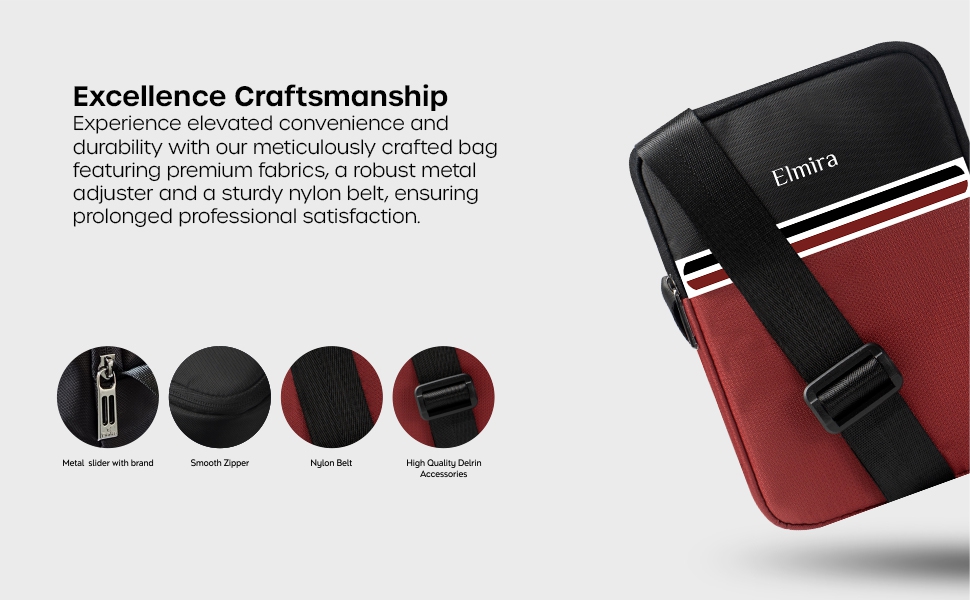 Excellence Craftsmanship
Experience elevated convenience and
durability with our meticulously crafted bag
featuring premium fabrics, a robust metal
adjuster and a sturdy nylon belt, ensuring
prolonged professional satisfaction.
Elmira
Metal slider with brand
Smooth Zipper
Nylon Belt
High Quality Delrin
Accessories